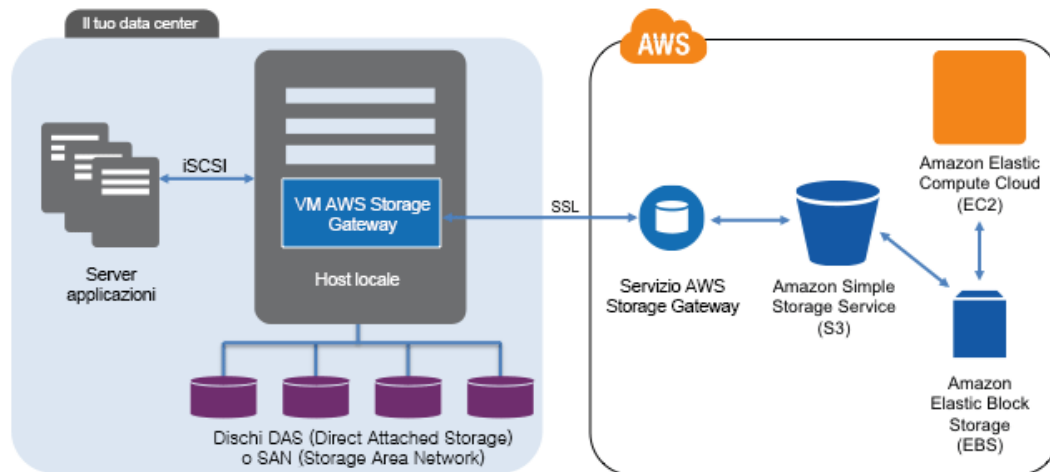 Il tuo data center
AWS
iSCSI
VM AWS Storage
Gateway
SSL
Host locale
Server
applicazioni
Dischi DAS (Direct Attached Storage)
o SAN (Storage Area Network)
Servizio AWS
Storage Gateway
Amazon Simple
Storage Service
(S3)
Amazon Elastic
Compute Cloud
(EC2)
Amazon
Elastic Block
Storage
(EBS)